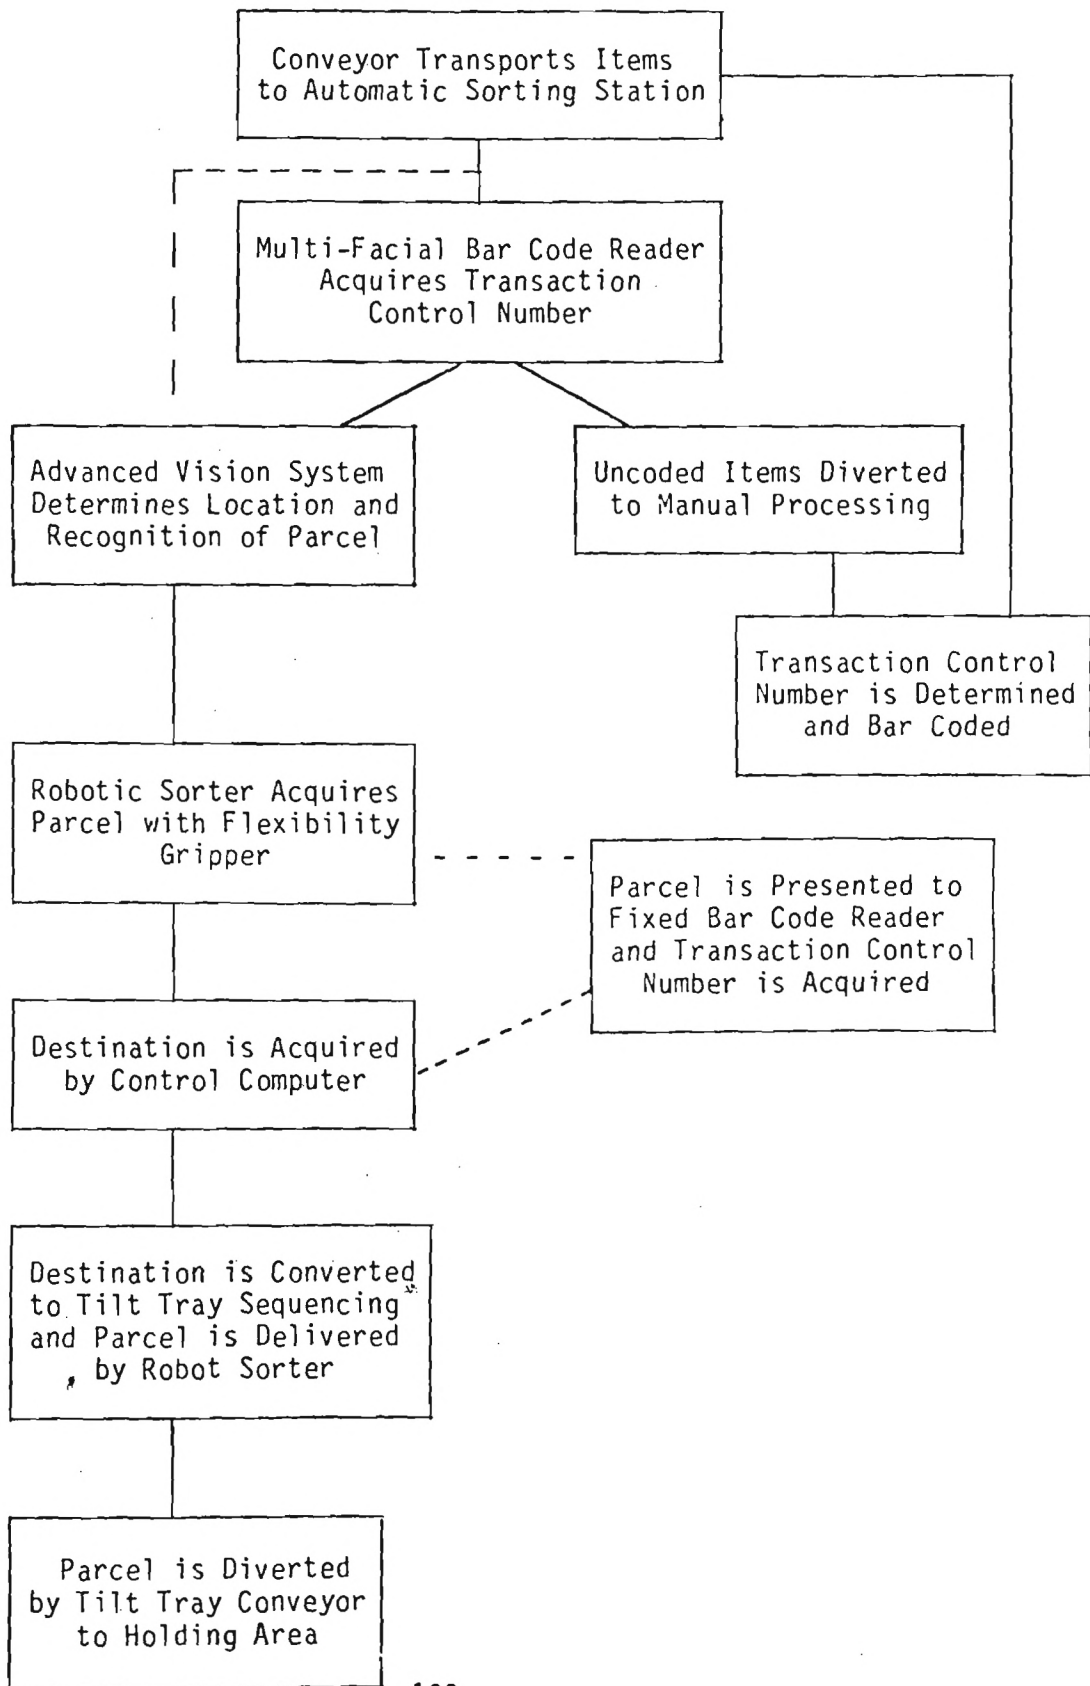 Conveyor Transports Items
to Automatic Sorting Station
Multi-Facial Bar Code Reader
Acquires Transaction
Control Number
Advanced Vision System
Determines Location and
Recognition of Parcel
Uncoded Items Diverted
to Manual Processing
Transaction Control
Number is Determined
and Bar Coded
Robotic Sorter Acquires
Parcel with Flexibility
Gripper
Parcel is Presented to
Fixed Bar Code Reader
and Transaction Control
Number is Acquired
Destination is Acquired
by Control Computer
Destination is Converted
to Tilt Tray Sequencing
and Parcel is Delivered
by Robot Sorter
Parcel is Diverted
by Tilt Tray Conveyor
to Holding Area